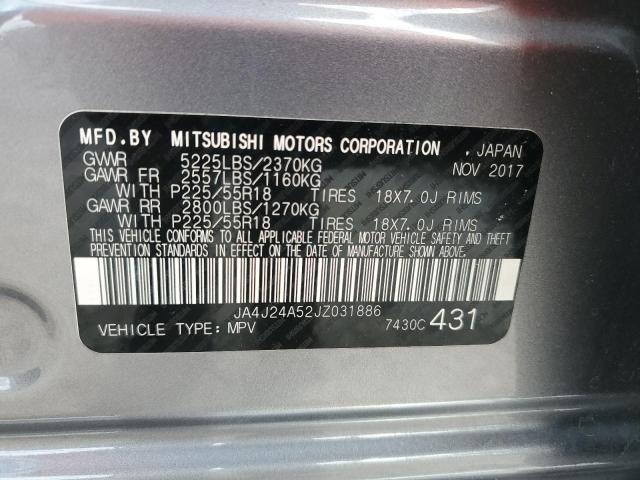 MFD.BY MITSUBISHI MOTORS CORPORATION , JAPAN
GVWR 5225LBS/2370KG NOV 2017
GAWR FR 2557LBS/1160KG
WITH P225/55R18 TIRES 18X7.0J RIMS
GAWR RR 2800LBS/1270KG
WITH P225/55R18 TIRES 18X7.0J RIMS
THIS VEHICLE CONFORMS TO ALL APPLICABLE FEDERAL MOTOR VEHICLE SAFETY AND THEFT
PREVENTION STANDARDS IN EFFECT ON THE DATE OF MANUFACTURE SHOWN ABOVE.
JA4J24A52JZ031886
VEHICLE TYPE: MPV 7430C 431